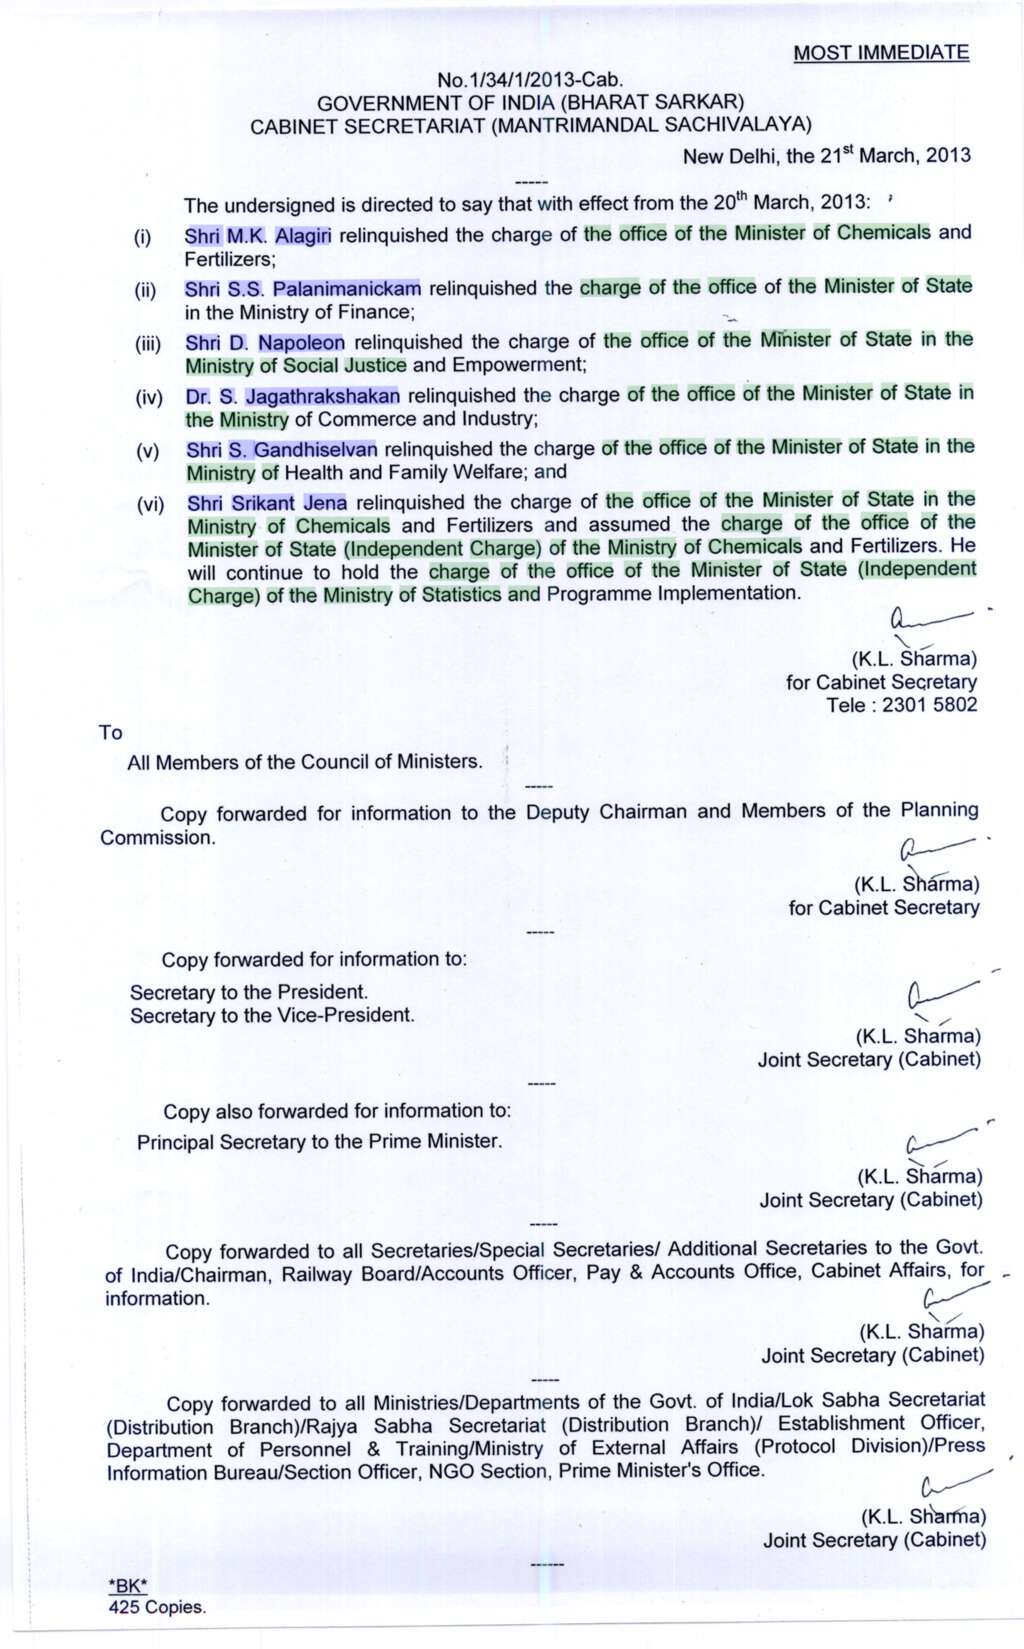 MOST IMMEDIATE
No.1/34/1/2013-Cab.
GOVERNMENT OF INDIA (BHARAT SARKAR)
CABINET SECRETARIAT (MANTRIMANDAL SACHIVALAYA)
New Delhi, the 21st March, 2013
-----
The undersigned is directed to say that with effect from the 20th March, 2013:
(i) Shri M.K. Alagiri relinquished the charge of the office of the Minister of Chemicals and
Fertilizers;
(ii) Shri S.S. Palanimanickam relinquished the charge of the office of the Minister of State
in the Ministry of Finance;
(iii) Shri D. Napoleon relinquished the charge of the office of the Minister of State in the
Ministry of Social Justice and Empowerment;
(iv) Dr. S. Jagathrakshakan relinquished the charge of the office of the Minister of State in
the Ministry of Commerce and Industry;
(v) Shri S. Gandhiselvan relinquished the charge of the office of the Minister of State in the
Ministry of Health and Family Welfare; and
(vi) Shri Srikant Jena relinquished the charge of the office of the Minister of State in the
Ministry of Chemicals and Fertilizers and assumed the charge of the office of the
Minister of State (Independent Charge) of the Ministry of Chemicals and Fertilizers. He
will continue to hold the charge of the office of the Minister of State (Independent
Charge) of the Ministry of Statistics and Programme Implementation.
(K.L. Sharma)
for Cabinet Secretary
Tele : 2301 5802
To
All Members of the Council of Ministers.
-----
Copy forwarded for information to the Deputy Chairman and Members of the Planning
Commission.
(K.L. Sharma)
for Cabinet Secretary
-----
Copy forwarded for information to:
Secretary to the President.
Secretary to the Vice-President.
(K.L. Sharma)
Joint Secretary (Cabinet)
-----
Copy also forwarded for information to:
Principal Secretary to the Prime Minister.
(K.L. Sharma)
Joint Secretary (Cabinet)
-----
Copy forwarded to all Secretaries/Special Secretaries/ Additional Secretaries to the Govt.
of India/Chairman, Railway Board/Accounts Officer, Pay & Accounts Office, Cabinet Affairs, for
information.
(K.L. Sharma)
Joint Secretary (Cabinet)
-----
Copy forwarded to all Ministries/Departments of the Govt. of India/Lok Sabha Secretariat
(Distribution Branch)/Rajya Sabha Secretariat (Distribution Branch)/ Establishment Officer,
Department of Personnel & Training/Ministry of External Affairs (Protocol Division)/Press
Information Bureau/Section Officer, NGO Section, Prime Minister's Office.
(K.L. Sharma)
Joint Secretary (Cabinet)
------
*BK*
425 Copies.